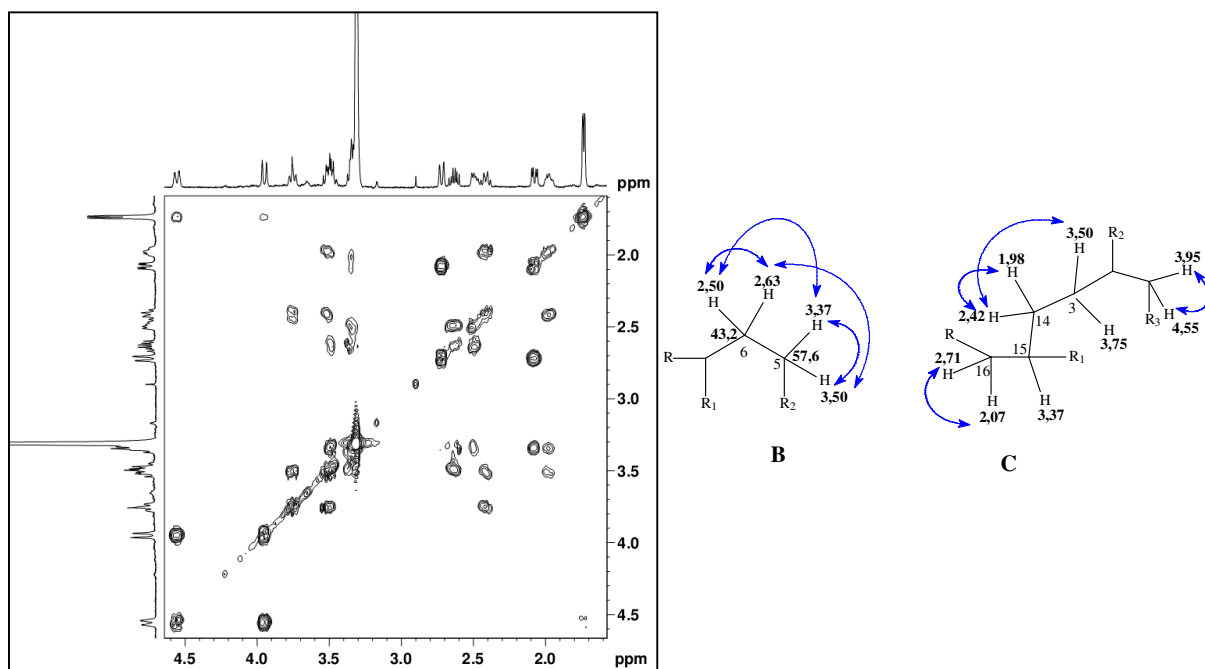 ppm
2.0
2.5
3.0
3.5
4.0
4.5
4.5 4.0 3.5 3.0 2.5 2.0 ppm
2,50 2,63
H H 3,37
H
43,2
6 57,6
R 5
H
R1 R2 3,50
B
3,50
R2
H 3,95
1,98 H
H
3 H
2,42 H 14 R3 4,55
H
R 15 R1 3,75
2,71 16
H
H H
2,07 3,37
C